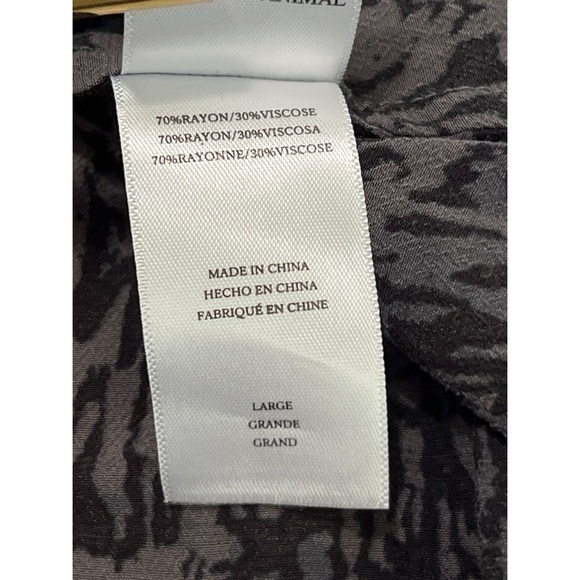 70%RAYON/30%VISCOSE
70%RAYON/30%VISCOSA
70%RAYONNE/30%VISCOSE
MADE IN CHINA
HECHO EN CHINA
FABRIQUÉ EN CHINE
LARGE
GRANDE
GRAND